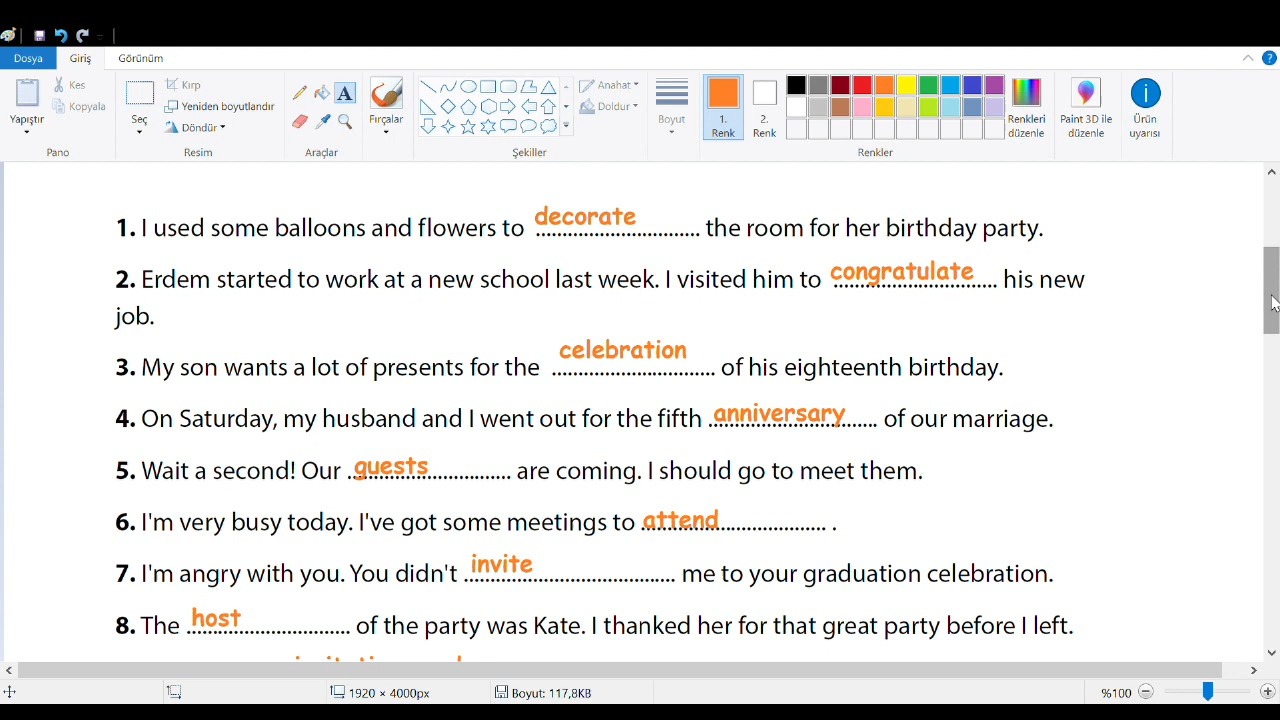 Dosya Giriş Görünüm
Yapıştır
Kes
Kopyala
Pano
Seç
Kırp
Yeniden boyutlandır
Döndür
Resim
A
Araçlar
Fırçalar
Anahat
Doldur
Şekiller
Boyut
1. Renk
2. Renk
Renkleri düzenle
Renkler
Paint 3D ile düzenle
Ürün uyarısı
1. I used some balloons and flowers to decorate the room for her birthday party.
2. Erdem started to work at a new school last week. I visited him to congratulate his new
job.
3. My son wants a lot of presents for the celebration of his eighteenth birthday.
4. On Saturday, my husband and I went out for the fifth anniversary of our marriage.
5. Wait a second! Our guests are coming. I should go to meet them.
6. I'm very busy today. I've got some meetings to attend .
7. I'm angry with you. You didn't invite me to your graduation celebration.
8. The host of the party was Kate. I thanked her for that great party before I left.
1920 × 4000px Boyut: 117,8KB %100